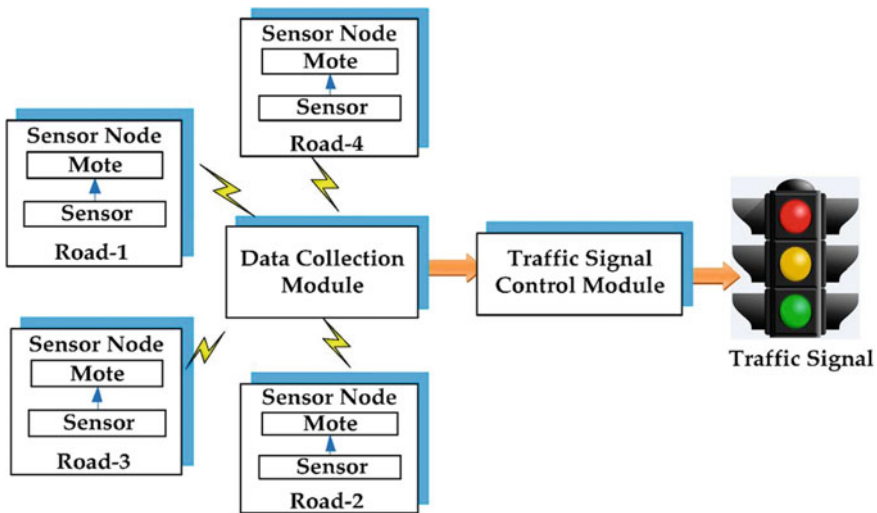 Sensor Node
Mote
Sensor
Road-4
Sensor Node
Mote
Sensor
Road-1
Data Collection
Module
Traffic Signal
Control Module
Traffic Signal
Sensor Node
Mote
Sensor
Road-3
Sensor Node
Mote
Sensor
Road-2